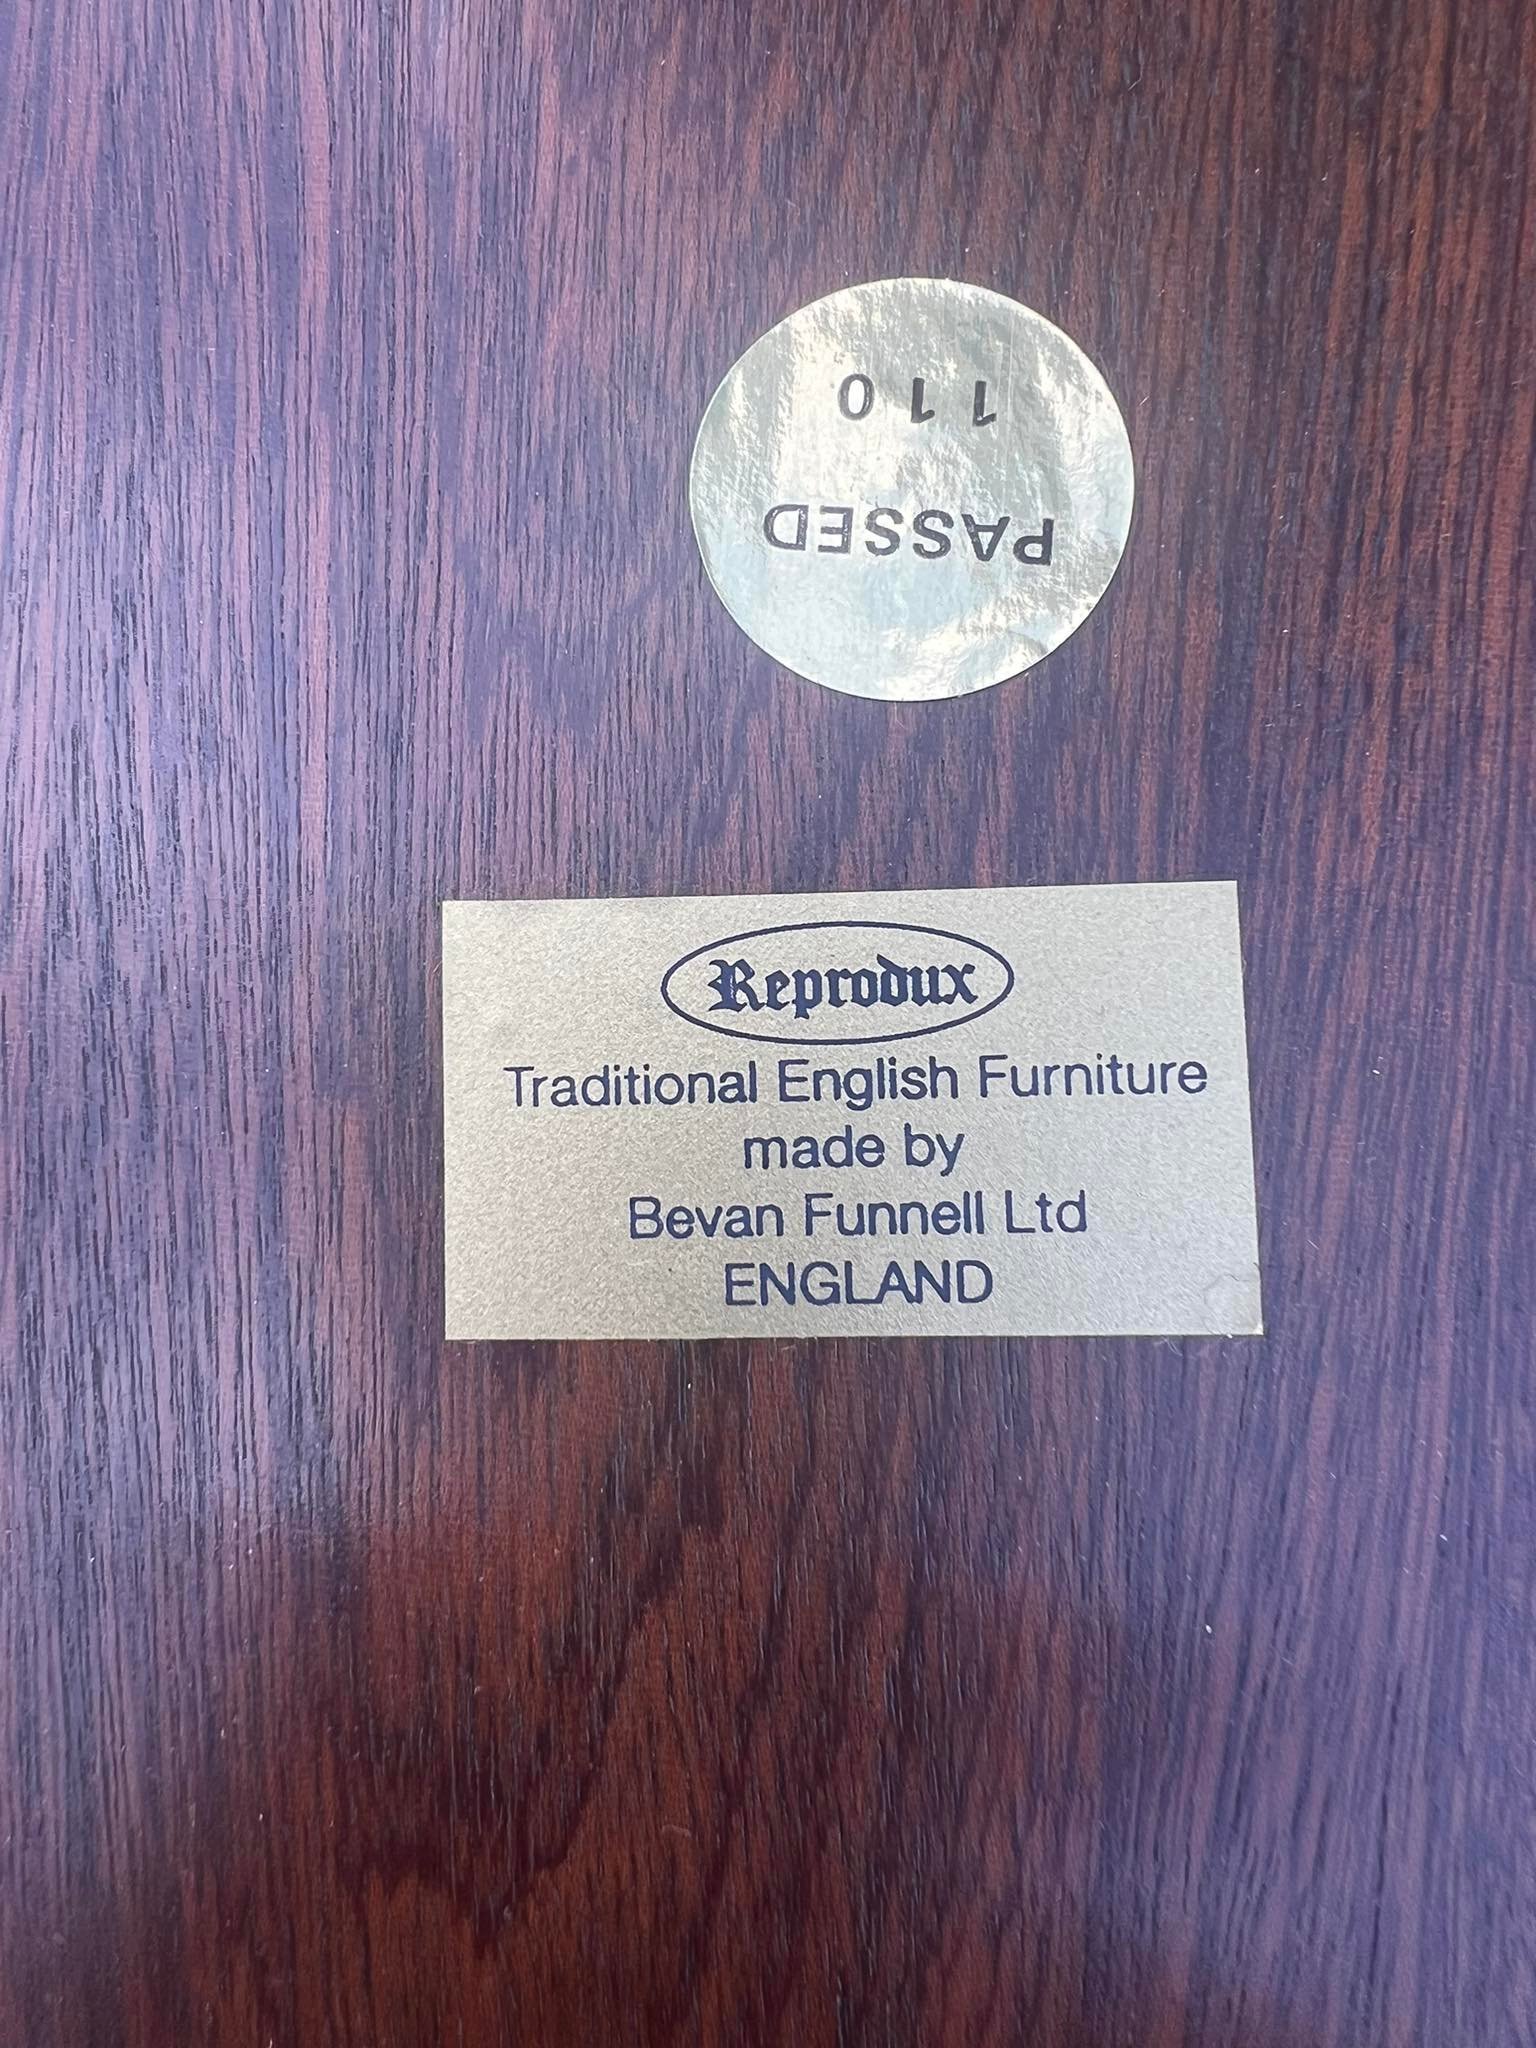 PASSED
110
Reprodux
Traditional English Furniture
made by
Bevan Funnell Ltd
ENGLAND